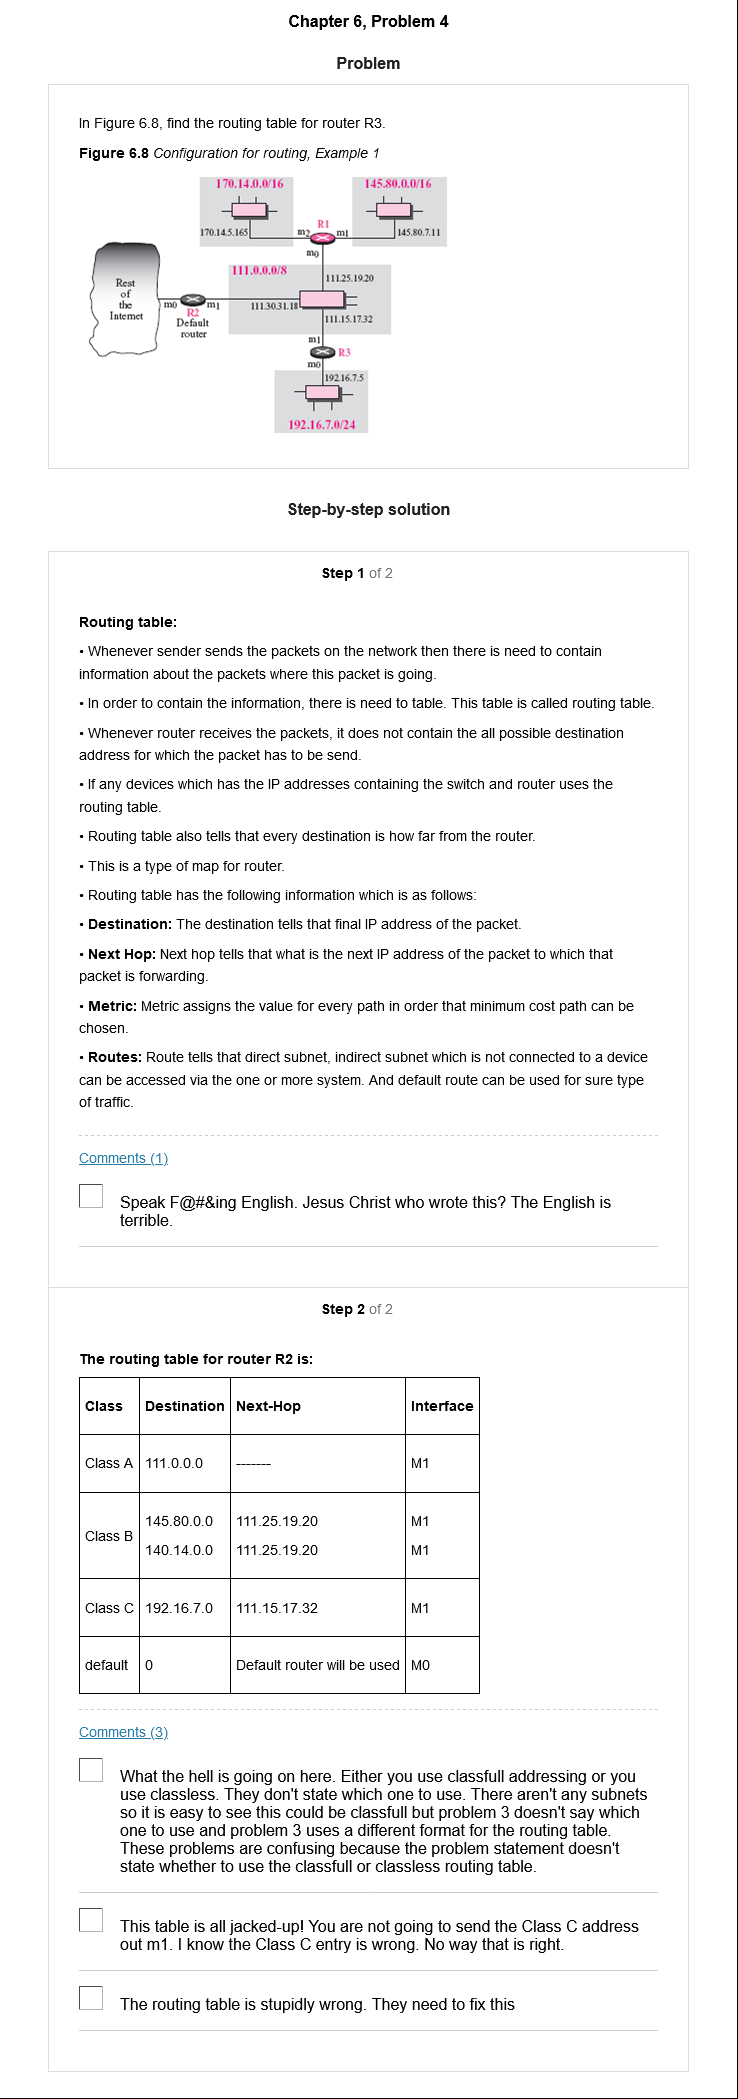 Chapter 6, Problem 4
Problem
In Figure 6.8, find the routing table for router R3.
Figure 6.8 Configuration for routing, Example 1
170.14.0.0/16
145.80.0.0/16
170.14.5.165
m2
R1
m1
145.80.7.11
m0
111.0.0.0/8
111.25.19.20
Rest
of
the
Internet
m0
m1
R2
Default
router
111.30.31.18
111.15.17.32
m1
R3
m0
192.16.7.5
192.16.7.0/24
Step-by-step solution
Step 1 of 2
Routing table:
• Whenever sender sends the packets on the network then there is need to contain
information about the packets where this packet is going.
• In order to contain the information, there is need to table. This table is called routing table.
• Whenever router receives the packets, it does not contain the all possible destination
address for which the packet has to be send.
• If any devices which has the IP addresses containing the switch and router uses the
routing table.
• Routing table also tells that every destination is how far from the router.
• This is a type of map for router.
• Routing table has the following information which is as follows:
• Destination: The destination tells that final IP address of the packet.
• Next Hop: Next hop tells that what is the next IP address of the packet to which that
packet is forwarding.
• Metric: Metric assigns the value for every path in order that minimum cost path can be
chosen.
• Routes: Route tells that direct subnet, indirect subnet which is not connected to a device
can be accessed via the one or more system. And default route can be used for sure type
of traffic.
Comments (1)
Speak F@#&ing English. Jesus Christ who wrote this? The English is
terrible.
Step 2 of 2
The routing table for router R2 is:
Class Destination Next-Hop Interface
Class A 111.0.0.0 ------- M1
Class B
145.80.0.0 111.25.19.20 M1
140.14.0.0 111.25.19.20 M1
Class C 192.16.7.0 111.15.17.32 M1
default 0 Default router will be used M0
Comments (3)
What the hell is going on here. Either you use classfull addressing or you
use classless. They don't state which one to use. There aren't any subnets
so it is easy to see this could be classfull but problem 3 doesn't say which
one to use and problem 3 uses a different format for the routing table.
These problems are confusing because the problem statement doesn't
state whether to use the classfull or classless routing table.
This table is all jacked-up! You are not going to send the Class C address
out m1. I know the Class C entry is wrong. No way that is right.
The routing table is stupidly wrong. They need to fix this